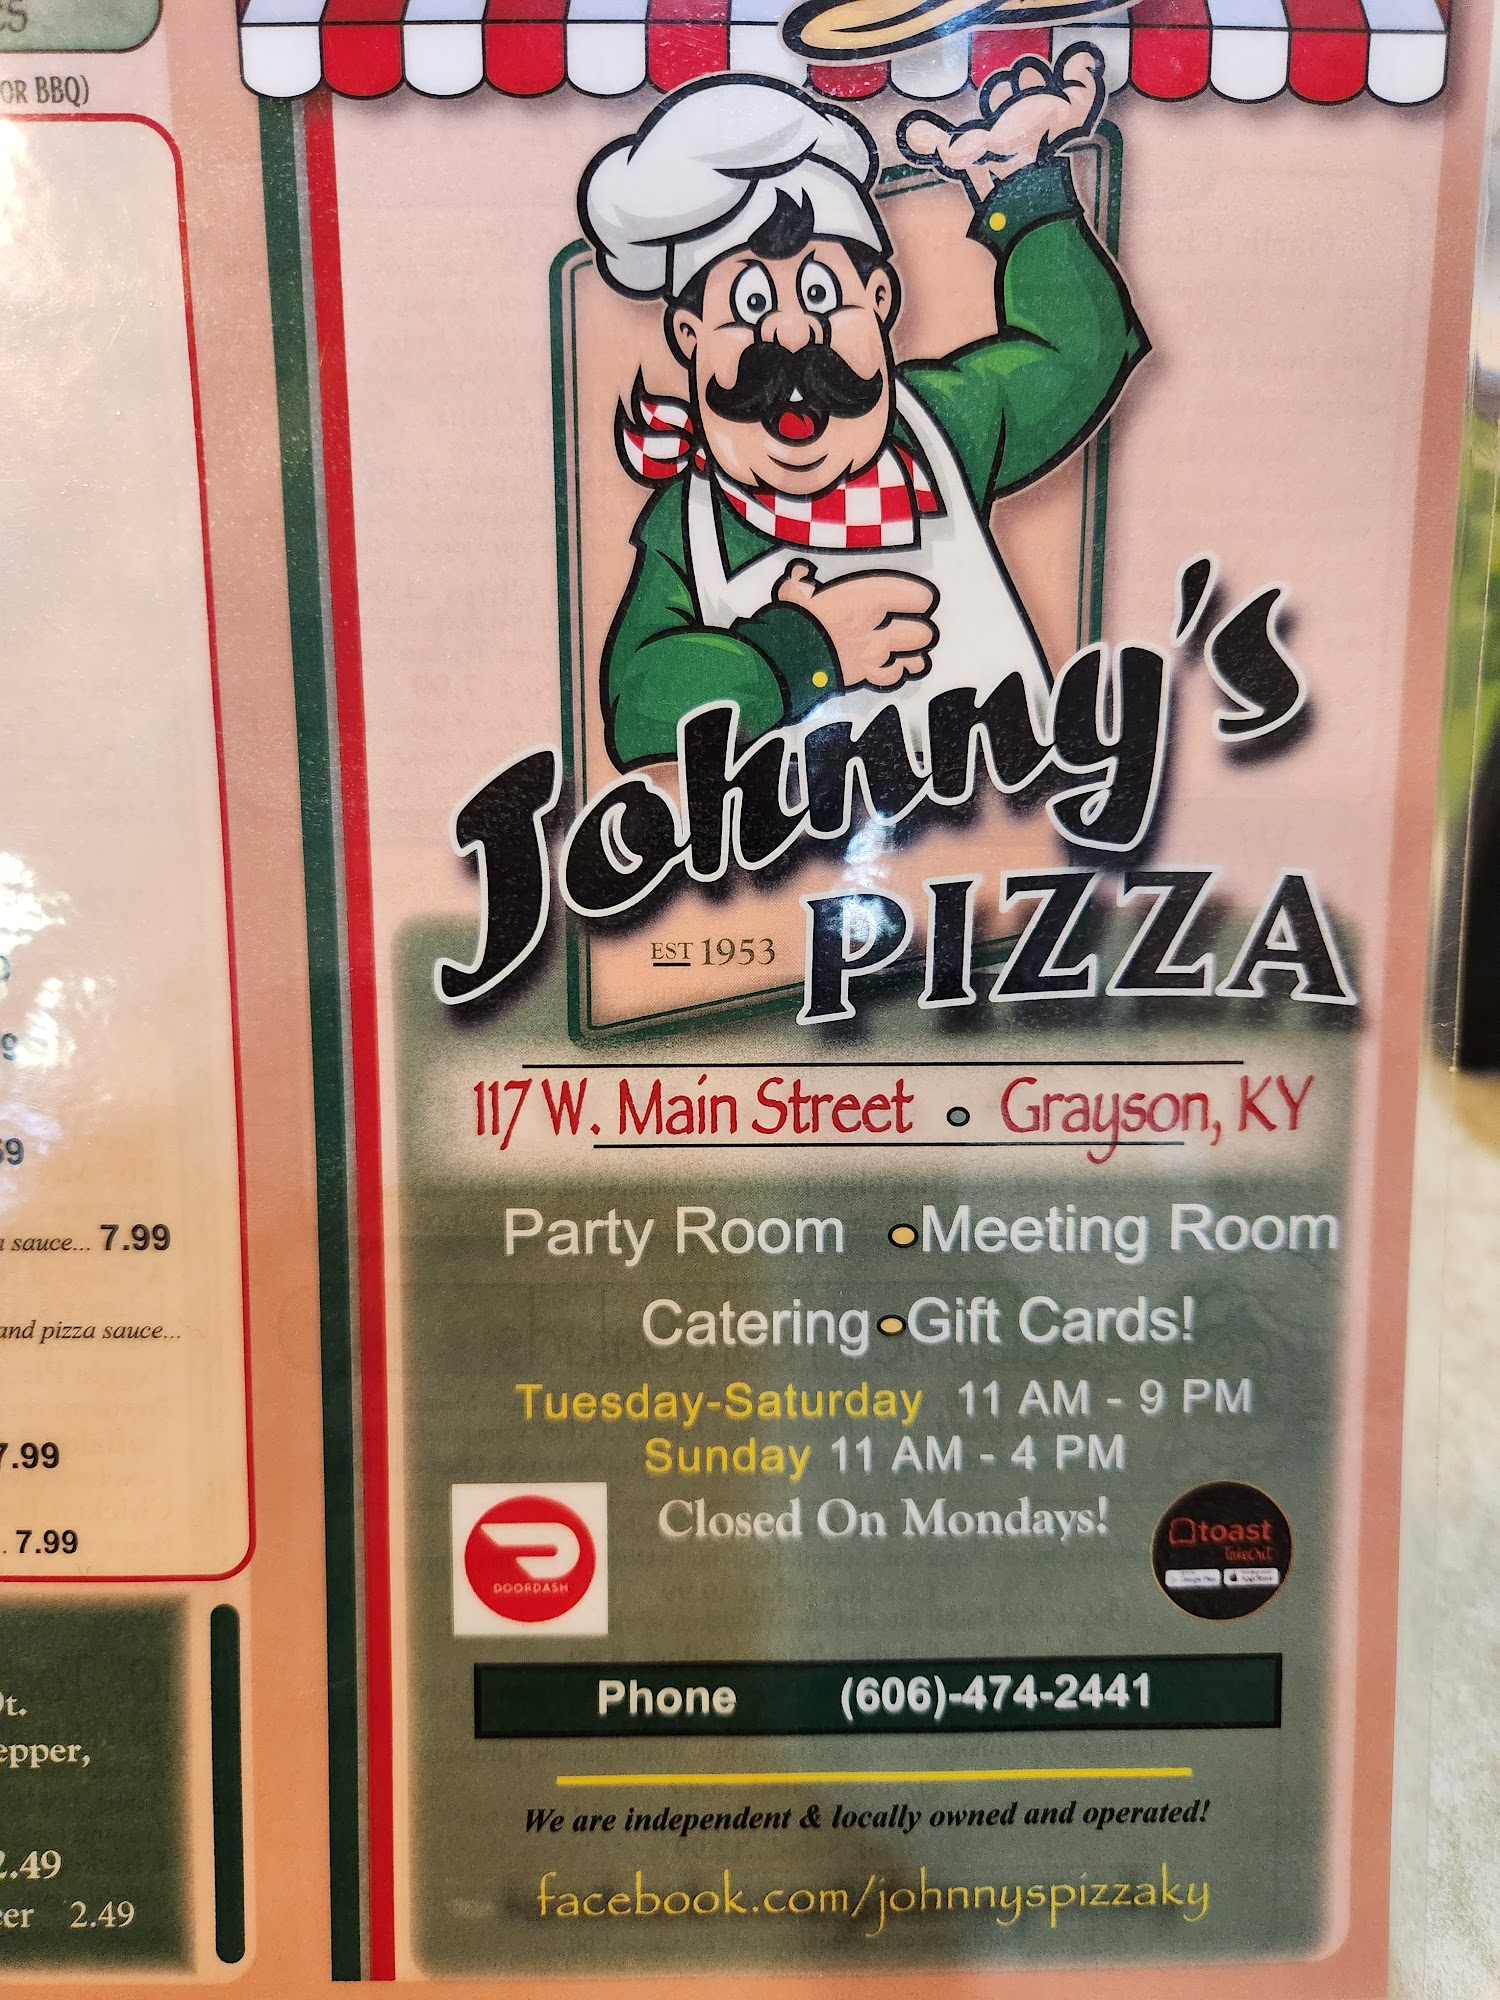 OR BBQ)
sauce... 7.99
and pizza sauce...
7.99
7.99
2.49
2.49
Johnny's
PIZZA
EST 1953
117 W. Main Street • Grayson, KY
Party Room • Meeting Room
Catering • Gift Cards!
Tuesday-Saturday 11 AM - 9 PM
Sunday 11 AM - 4 PM
Closed On Mondays!
DOORDASH
toast
TakeOut
Phone (606)-474-2441
We are independent & locally owned and operated!
facebook.com/johnnyspizzaky